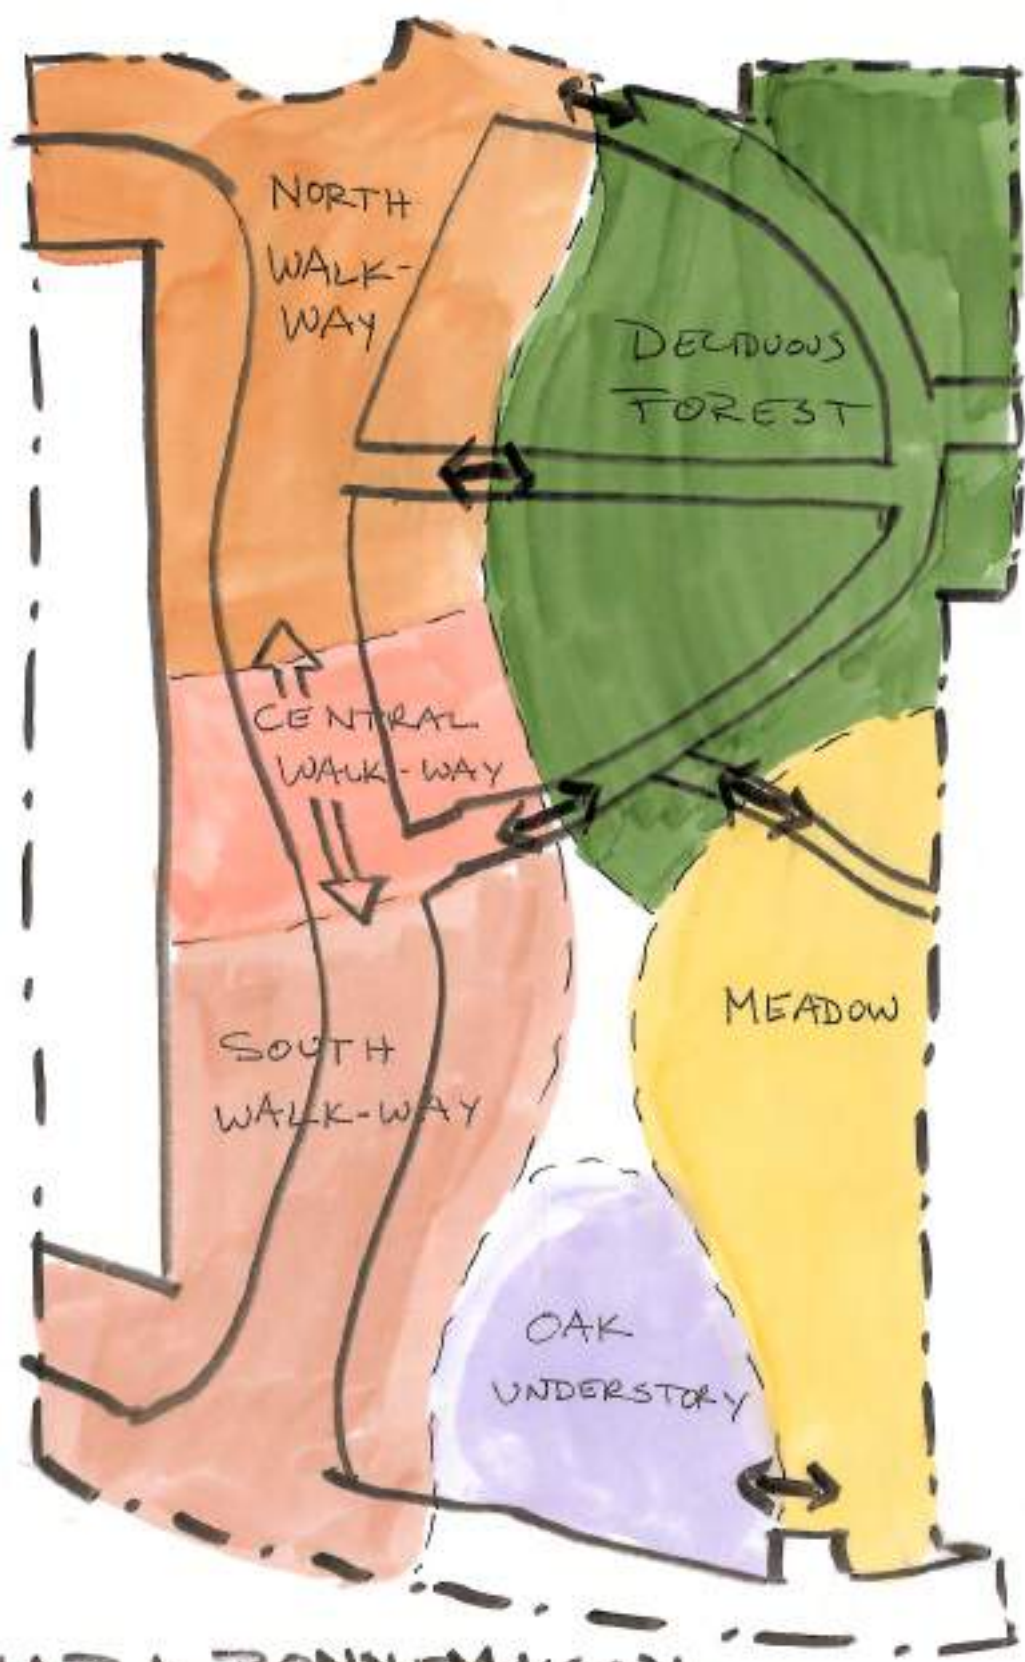 NORTH
WALK-
WAY
DECIDUOUS
FOREST
CENTRAL
WALK-WAY
MEADOW
SOUTH
WALK-WAY
OAK
UNDERSTORY